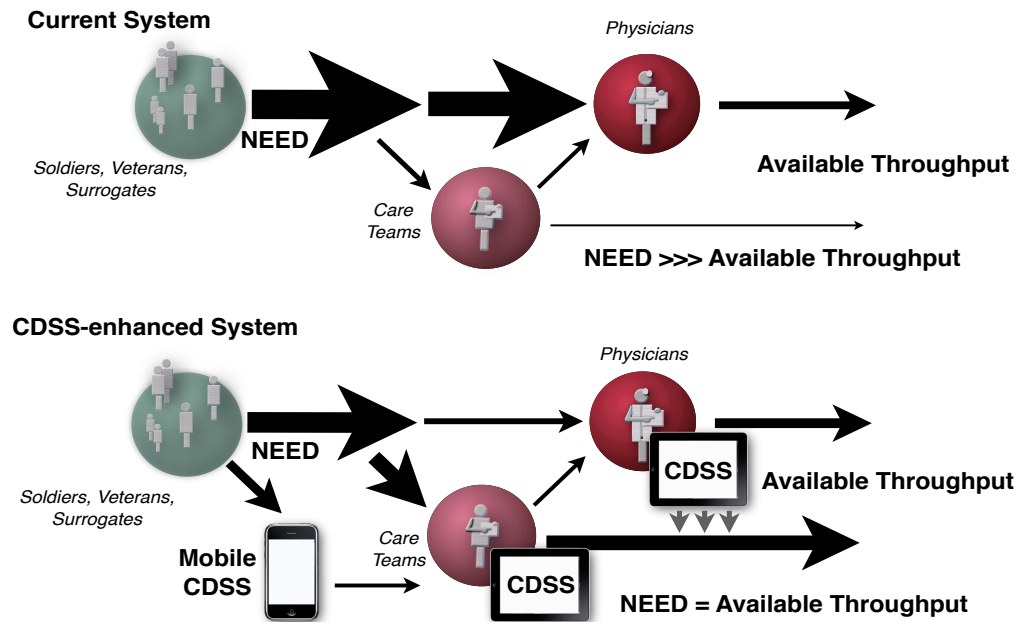 Current System
Physicians
NEED
Soldiers, Veterans,
Surrogates
Available Throughput
Care
Teams
NEED >>> Available Throughput
CDSS-enhanced System
Physicians
NEED
CDSS
Available Throughput
Soldiers, Veterans,
Surrogates
Mobile
CDSS
Care
Teams
CDSS
NEED = Available Throughput